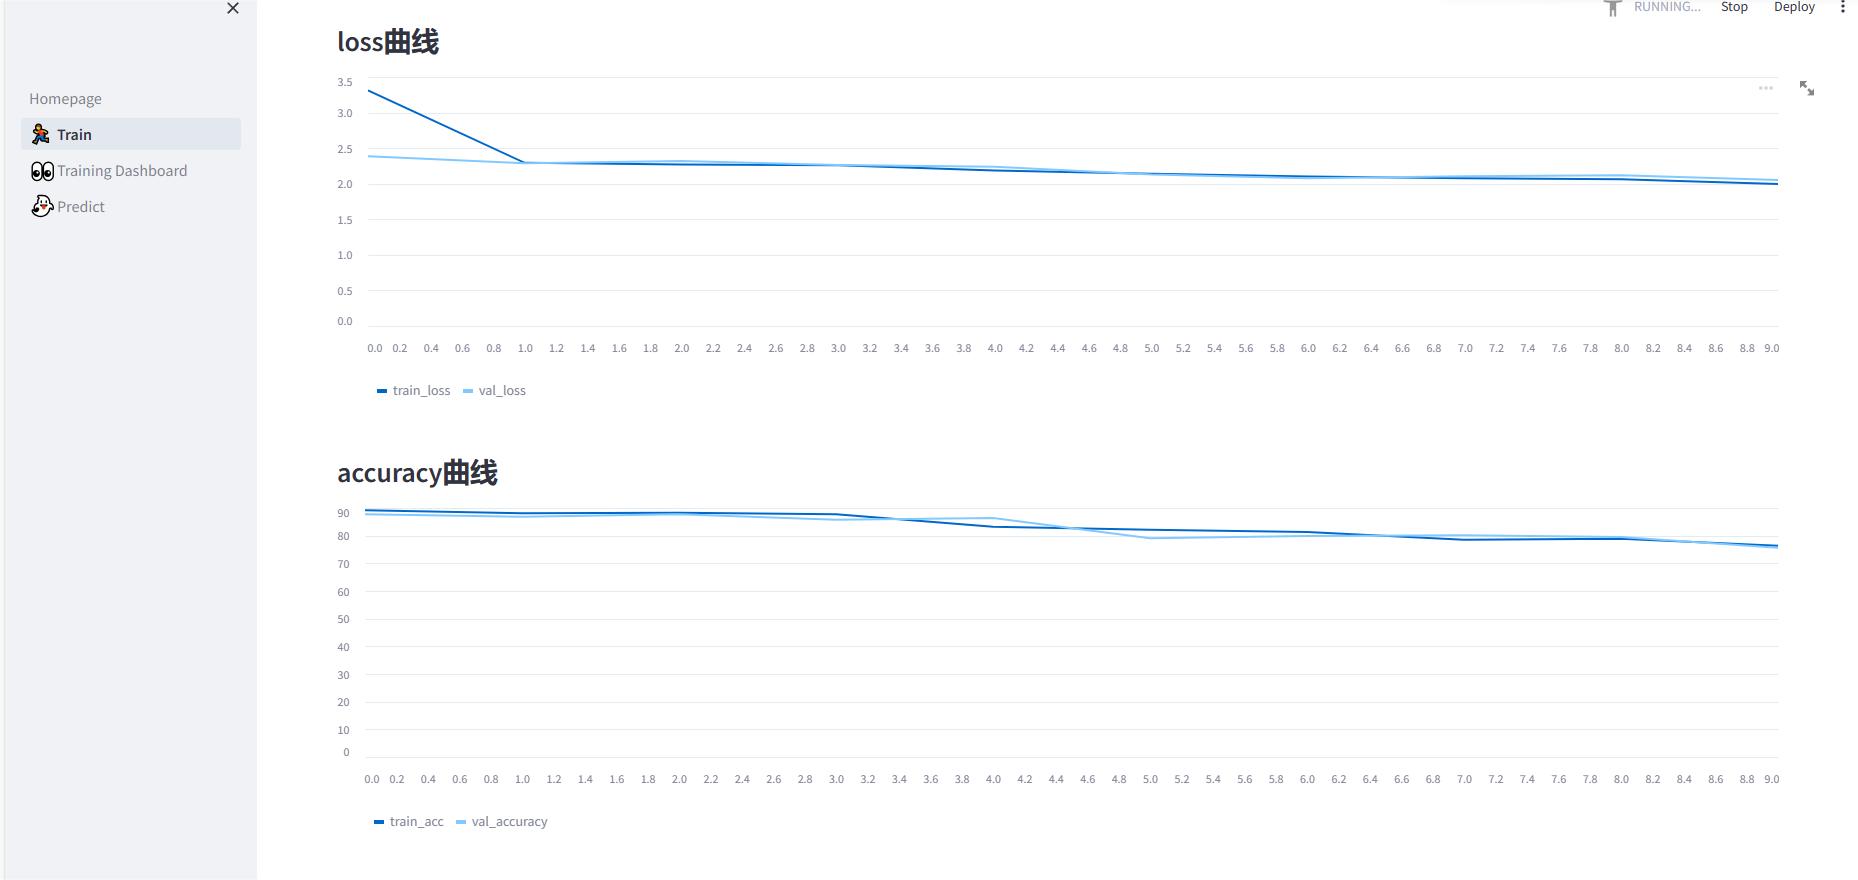 RUNNING...
Stop
Deploy
Homepage
Train
Training Dashboard
Predict
loss曲线
3.5
3.0
2.5
2.0
1.5
1.0
0.5
0.0
0.0 0.2 0.4 0.6 0.8 1.0 1.2 1.4 1.6 1.8 2.0 2.2 2.4 2.6 2.8 3.0 3.2 3.4 3.6 3.8 4.0 4.2 4.4 4.6 4.8 5.0 5.2 5.4 5.6 5.8 6.0 6.2 6.4 6.6 6.8 7.0 7.2 7.4 7.6 7.8 8.0 8.2 8.4 8.6 8.8 9.0
train_loss val_loss
accuracy曲线
90
80
70
60
50
40
30
20
10
0
0.0 0.2 0.4 0.6 0.8 1.0 1.2 1.4 1.6 1.8 2.0 2.2 2.4 2.6 2.8 3.0 3.2 3.4 3.6 3.8 4.0 4.2 4.4 4.6 4.8 5.0 5.2 5.4 5.6 5.8 6.0 6.2 6.4 6.6 6.8 7.0 7.2 7.4 7.6 7.8 8.0 8.2 8.4 8.6 8.8 9.0
train_acc val_accuracy